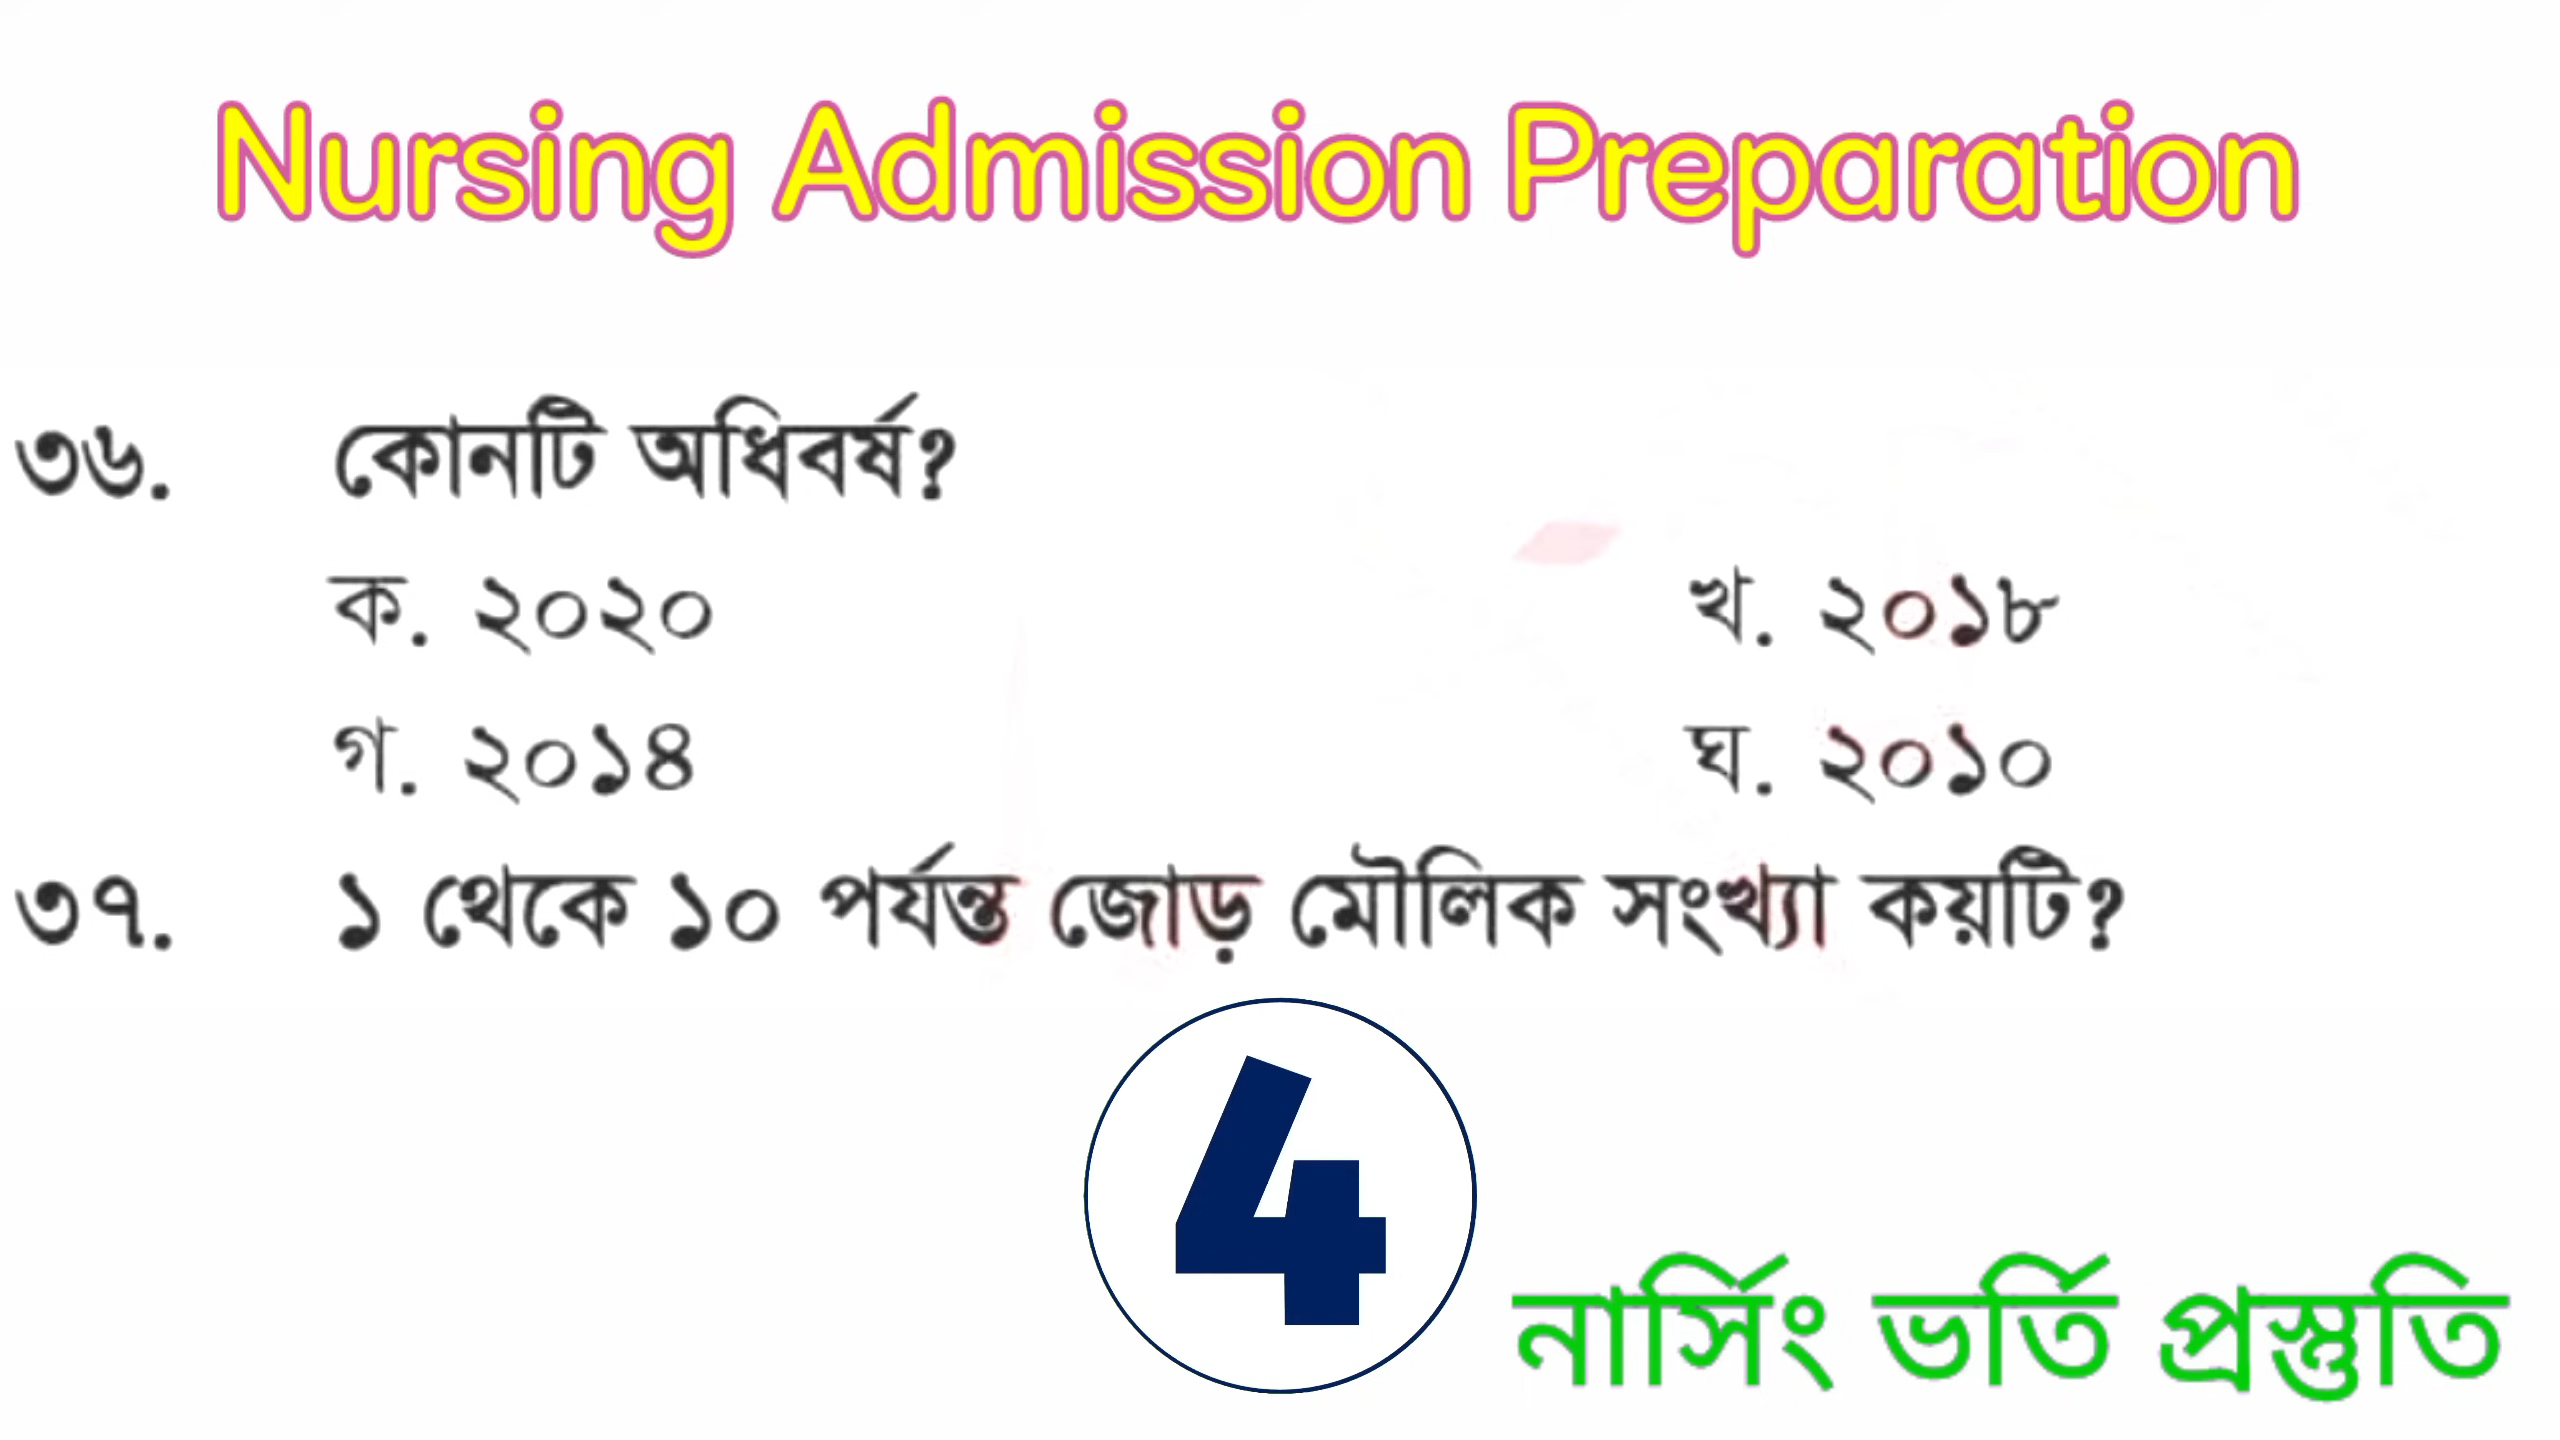 Nursing Admission Preparation
৩৬. কোনটি অধিবর্ষ?
ক. ২০২০ খ. ২০১৮
গ. ২০১৪ ঘ. ২০১০
৩৭. ১ থেকে ১০ পর্যন্ত জোড় মৌলিক সংখ্যা কয়টি?
4
নার্সিং ভর্তি প্রস্তুতি